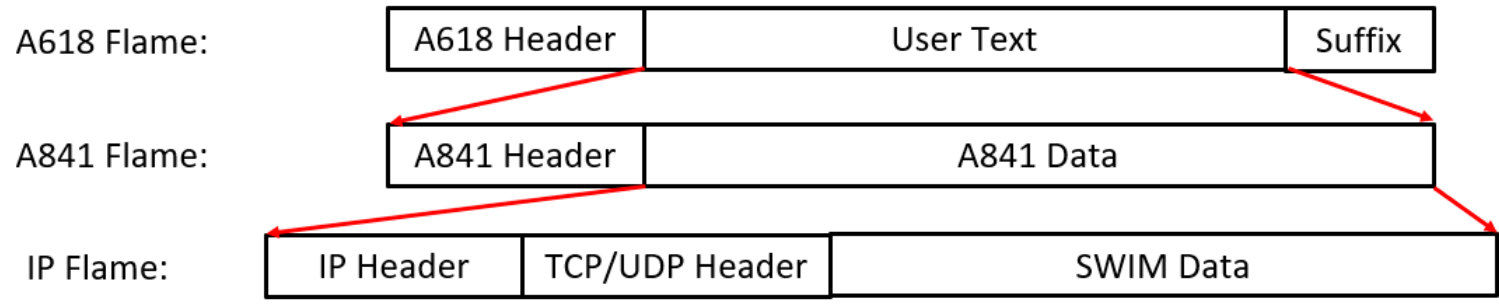 A618 Flame: A618 Header User Text Suffix
A841 Flame: A841 Header A841 Data
IP Flame: IP Header TCP/UDP Header SWIM Data